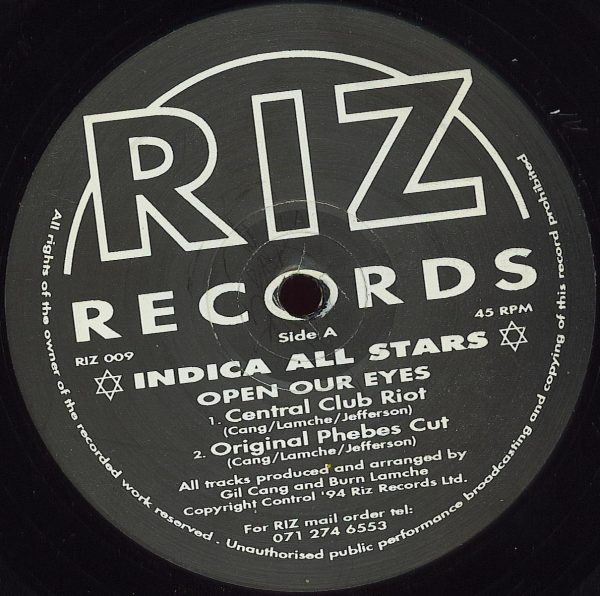 RIZ
RECORDS
Side A
45 RPM
RIZ 009
INDICA ALL STARS
OPEN OUR EYES
1. Central Club Riot
(Cang/Lamche/Jefferson)
2. Original Phebes Cut
(Cang/Lamche/Jefferson)
All tracks produced and arranged by
Gil Cang and Burn Lamche
Copyright Control '94 Riz Records Ltd.
For RIZ mail order tel:
071 274 6553
All rights of the owner of the recorded work reserved . Unauthorised public performance broadcasting and copying of this record prohibited